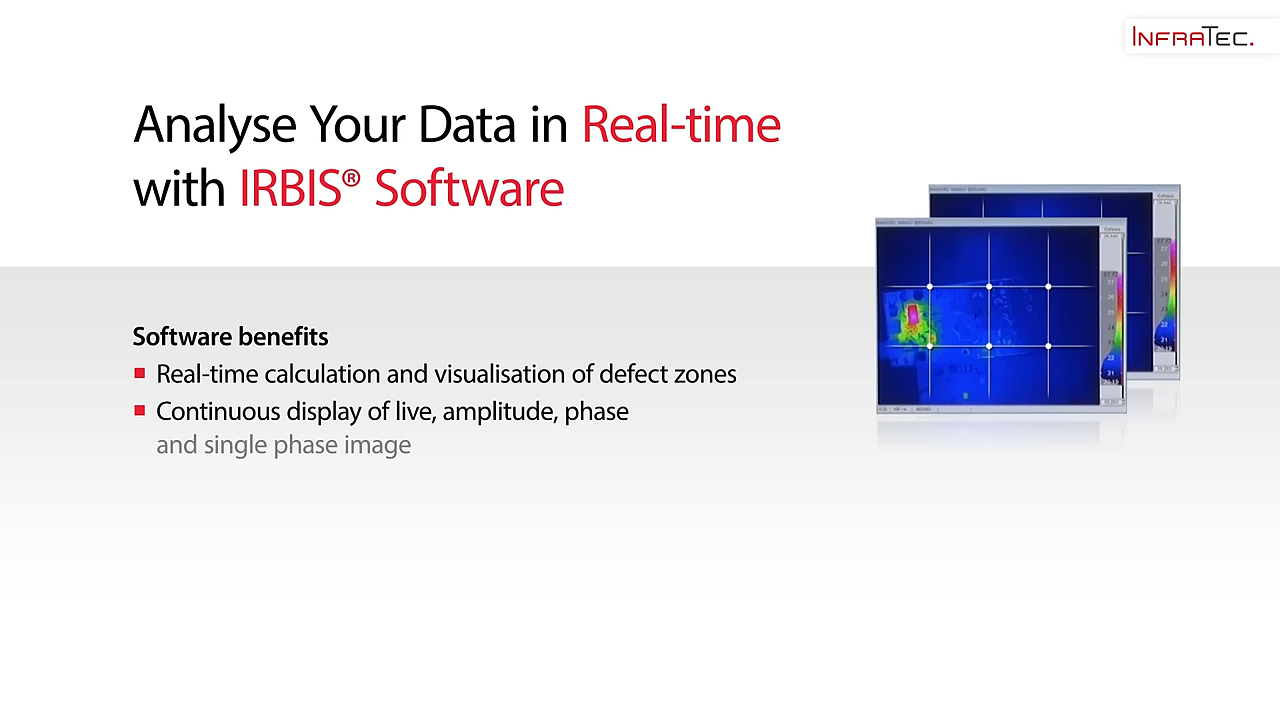 INFRATEC.
Analyse Your Data in Real-time
with IRBIS® Software
Software benefits
Real-time calculation and visualisation of defect zones
Continuous display of live, amplitude, phase
and single phase image